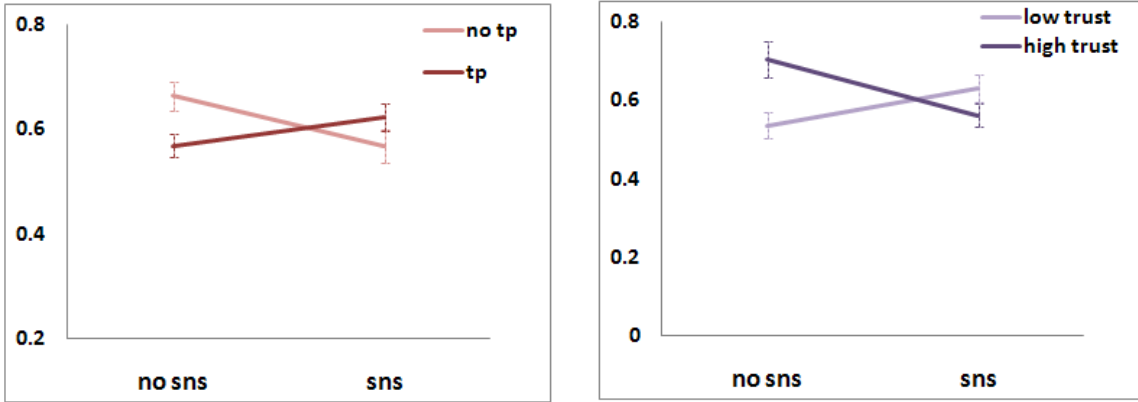 0.8
no tp
tp
0.6
0.4
0.2
no sns
sns
0.8
low trust
high trust
0.6
0.4
0.2
0
no sns
sns